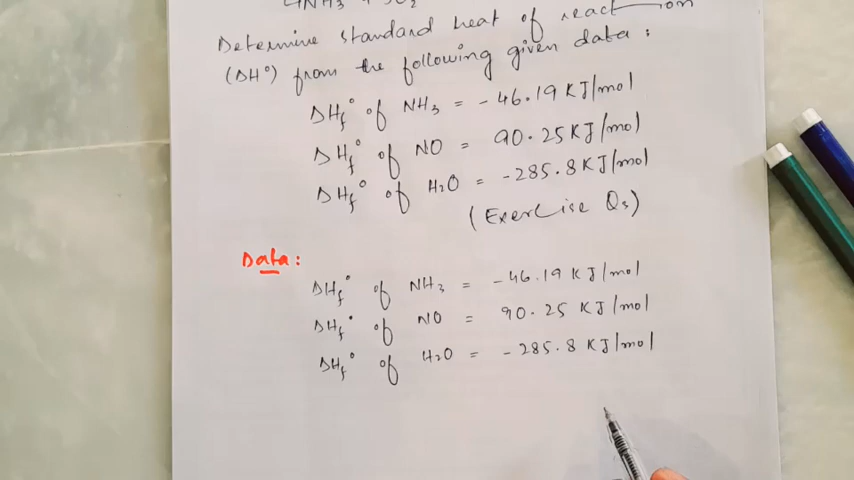 Determine standard heat of reaction
(ΔH°) from the following given data :
ΔHf° of NH3 = -46.19 KJ/mol
ΔHf° of NO = 90.25 KJ/mol
ΔHf° of H2O = -285.8 KJ/mol
(Exercise Qs)
Data :
ΔHf° of NH3 = -46.19 KJ/mol
ΔHf° of NO = 90.25 KJ/mol
ΔHf° of H2O = -285.8 KJ/mol